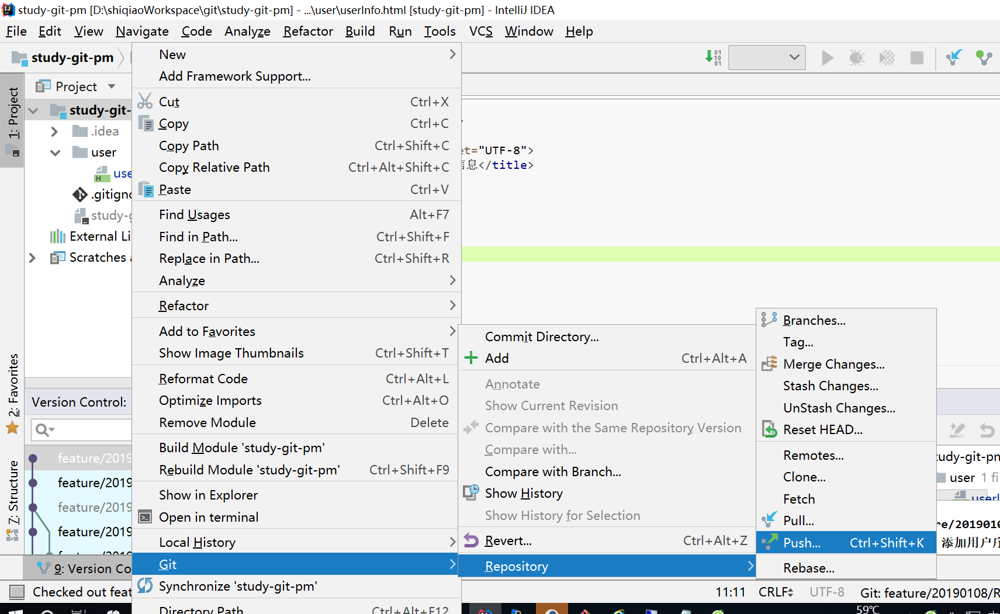 study-git-pm [D:\shiqiaoWorkspace\git\study-git-pm] - ...\user\userInfo.html [study-git-pm] - IntelliJ IDEA
File Edit View Navigate Code Analyze Refactor Build Run Tools VCS Window Help
study-git-pm
Project
1: Project
study-git-
.idea
user
use
.gitigno
study-g
External Li
Scratches a
2: Favorites
7: Structure
Version Control:
feature/2019
feature/2019
feature/2019
feature/2019
feature/2019
9: Version Co
Checked out feat
New
Add Framework Support...
Cut Ctrl+X
Copy Ctrl+C
Copy Path Ctrl+Shift+C
Copy Relative Path Ctrl+Alt+Shift+C
Paste Ctrl+V
Find Usages Alt+F7
Find in Path... Ctrl+Shift+F
Replace in Path... Ctrl+Shift+R
Analyze
Refactor
Add to Favorites
Show Image Thumbnails Ctrl+Shift+T
Reformat Code Ctrl+Alt+L
Optimize Imports Ctrl+Alt+O
Remove Module Delete
Build Module 'study-git-pm'
Rebuild Module 'study-git-pm' Ctrl+Shift+F9
Show in Explorer
Open in terminal
Local History
Git
Synchronize 'study-git-pm'
Directory Path Ctrl+Alt+F12
et="UTF-8">
息</title>
Commit Directory...
Add Ctrl+Alt+A
Annotate
Show Current Revision
Compare with the Same Repository Version
Compare with...
Compare with Branch...
Show History
Show History for Selection
Revert... Ctrl+Alt+Z
Repository
Branches...
Tag...
Merge Changes...
Stash Changes...
UnStash Changes...
Reset HEAD...
Remotes...
Clone...
Fetch
Pull...
Push... Ctrl+Shift+K
Rebase...
tudy-git-pm
user 1 fi
userI
re/2019010
添加用户序
11:11 CRLF UTF-8 Git: feature/20190108/R
59℃